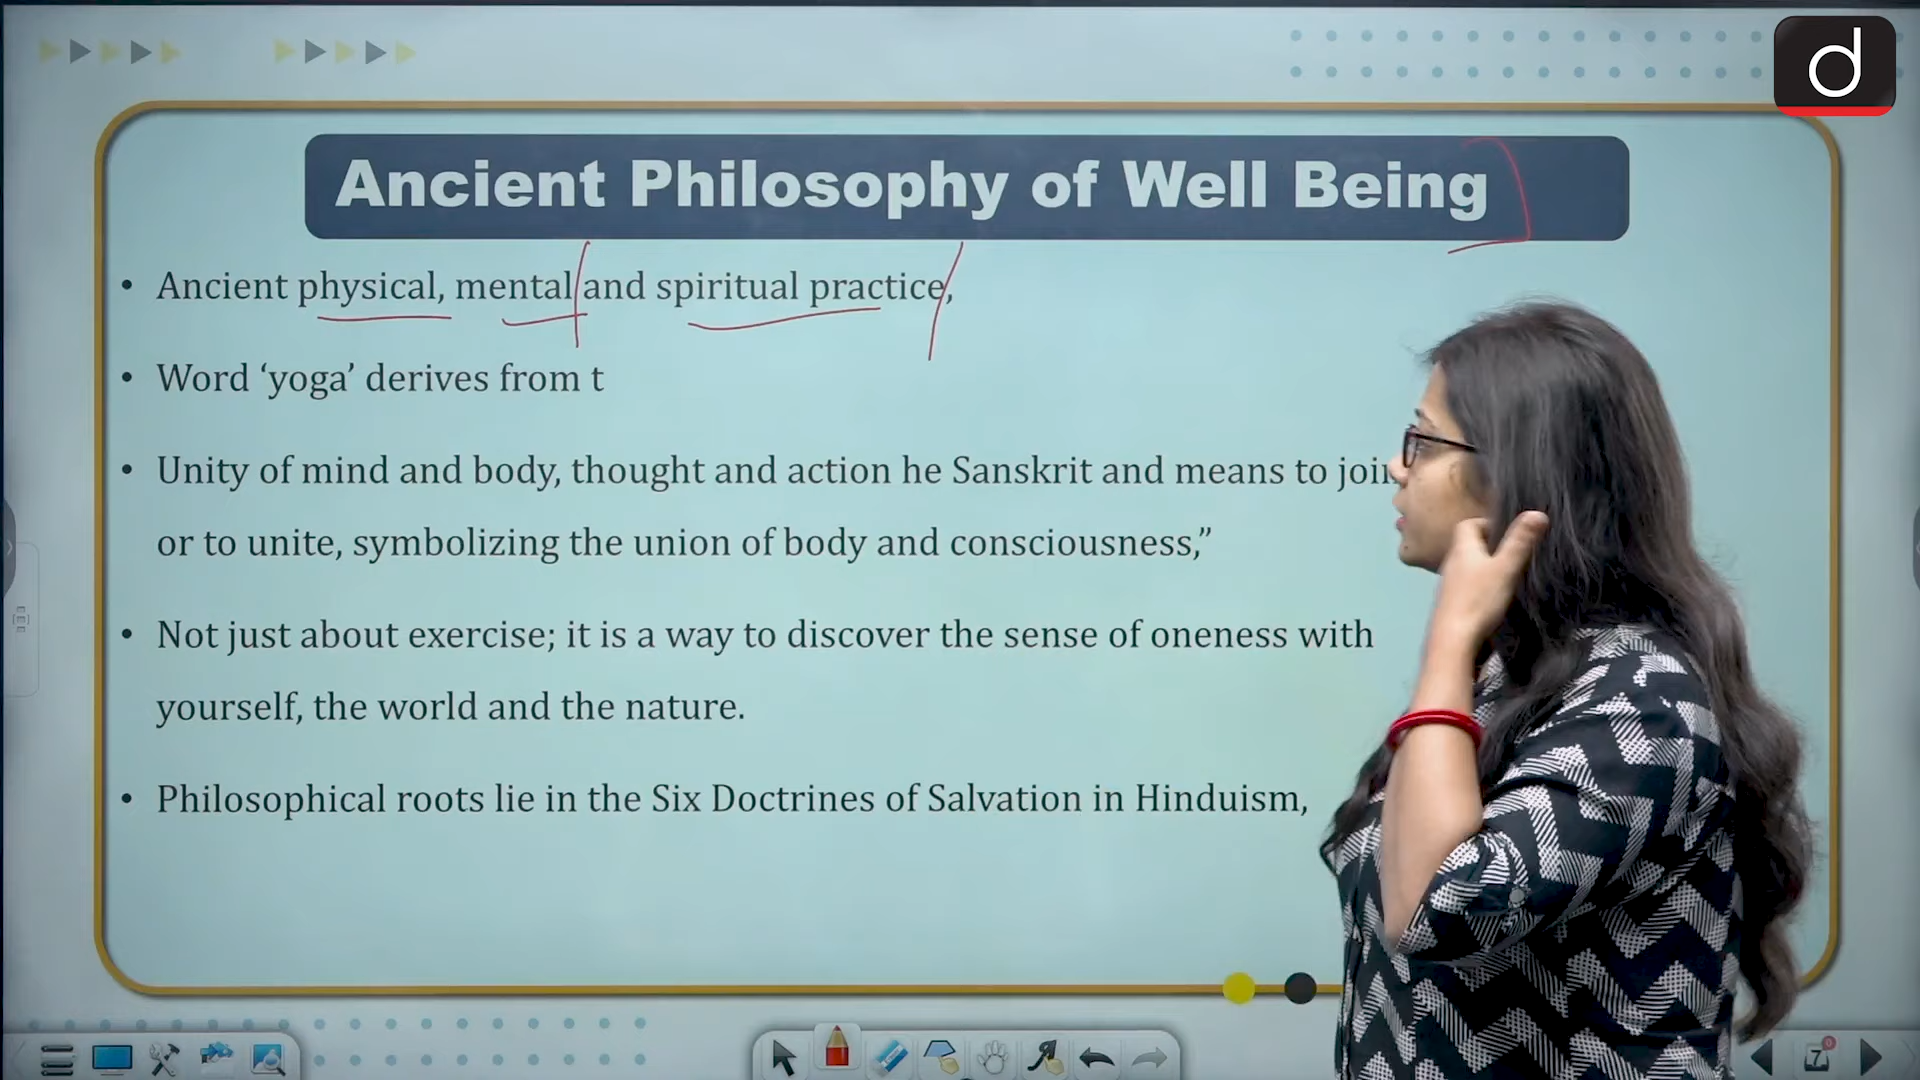 d
Ancient Philosophy of Well Being
• Ancient physical, mental and spiritual practice,
• Word ‘yoga’ derives from t
• Unity of mind and body, thought and action he Sanskrit and means to join
or to unite, symbolizing the union of body and consciousness,”
• Not just about exercise; it is a way to discover the sense of oneness with
yourself, the world and the nature.
• Philosophical roots lie in the Six Doctrines of Salvation in Hinduism,
7